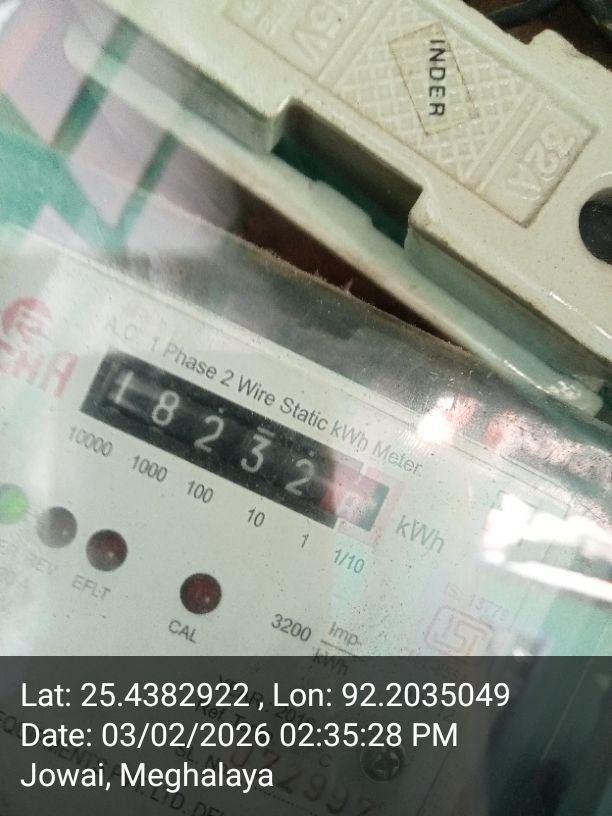 INDER
32A
A.C. 1 Phase 2 Wire Static kWh Meter
1 8 2 3 2
kWh
10000 1000 100 10 1 1/10
REV EFLT
CAL
3200 Imp
kWh
Lat: 25.4382922 , Lon: 92.2035049
Date: 03/02/2026 02:35:28 PM
Jowai, Meghalaya